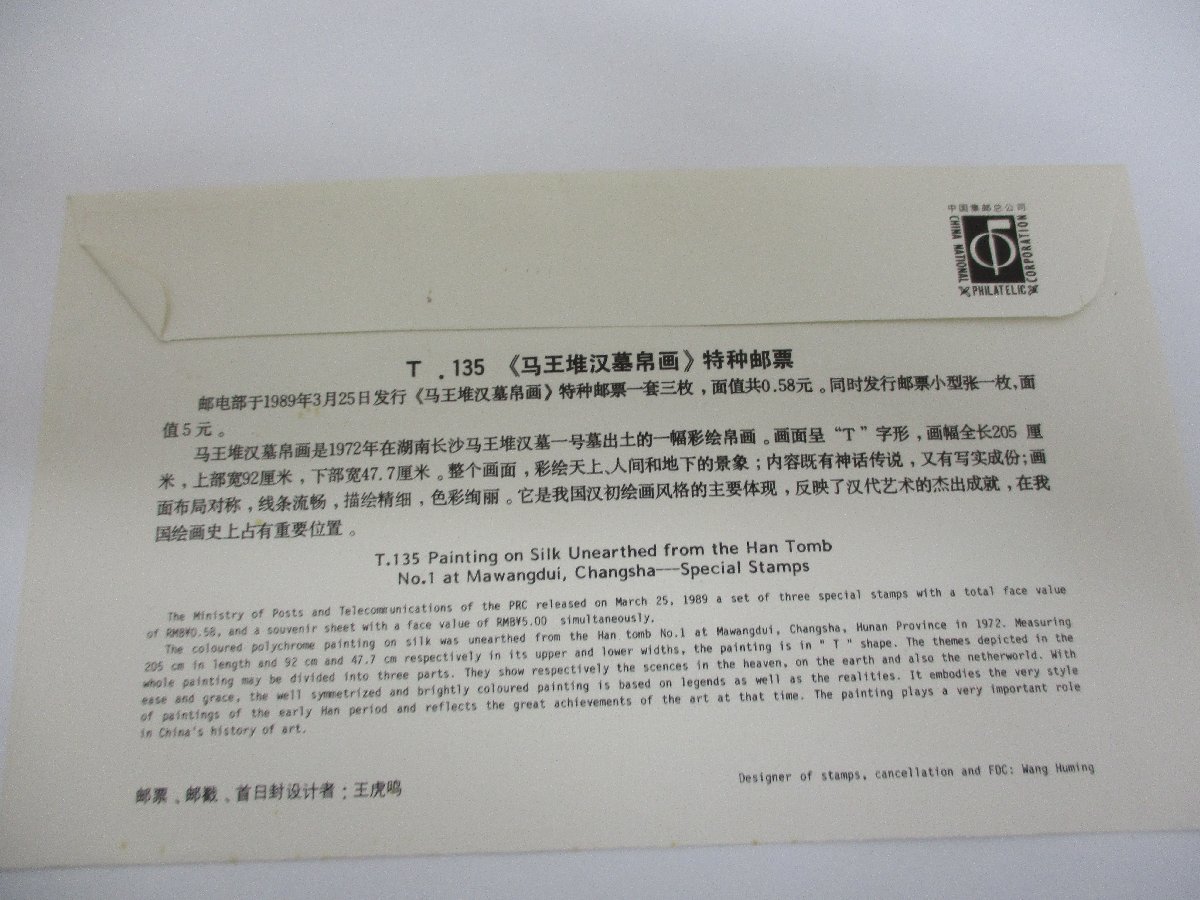 中国集邮总公司
CHINA NATIONAL
PHILATELIC
CORPORATION
T.135 《马王堆汉墓帛画》特种邮票
邮电部于1989年3月25日发行《马王堆汉墓帛画》特种邮票一套三枚，面值共0.58元。同时发行邮票小型张一枚，面
值5元。
马王堆汉墓帛画是1972年在湖南长沙马王堆汉墓一号墓出土的一幅彩绘帛画。画面呈“T”字形，画幅全长205厘
米，上部宽92厘米，下部宽47.7厘米。整个画面，彩绘天上、人间和地下的景象；内容既有神话传说，又有写实成份；画
面布局对称，线条流畅，描绘精细，色彩绚丽。它是我国汉初绘画风格的主要体现，反映了汉代艺术的杰出成就，在我
国绘画史上占有重要位置。
T.135 Painting on Silk Unearthed from the Han Tomb
No.1 at Mawangdui, Changsha—Special Stamps
The Ministry of Posts and Telecommunications of the PRC released on March 25, 1989 a set of three special stamps with a total face value
of RMB¥0.58, and a souvenir sheet with a face value of RMB¥5.00 simultaneously.
The coloured polychrome painting on silk was unearthed from the Han tomb No.1 at Mawangdui, Changsha, Hunan Province in 1972. Measuring
205 cm in length and 92 cm and 47.7 cm respectively in its upper and lower widths, the painting is in "T" shape. The themes depicted in the
whole painting may be divided into three parts. They show respectively the scences in the heaven, on the earth and also the netherworld. With
ease and grace, the well symmetrized and brightly coloured painting is based on legends as well as the realities. It embodies the very style
of paintings of the early Han period and reflects the great achievements of the art at that time. The painting plays a very important role
in China's history of art.
邮票、邮戳、首日封设计者：王虎鸣
Designer of stamps, cancellation and FDC: Wang Huming